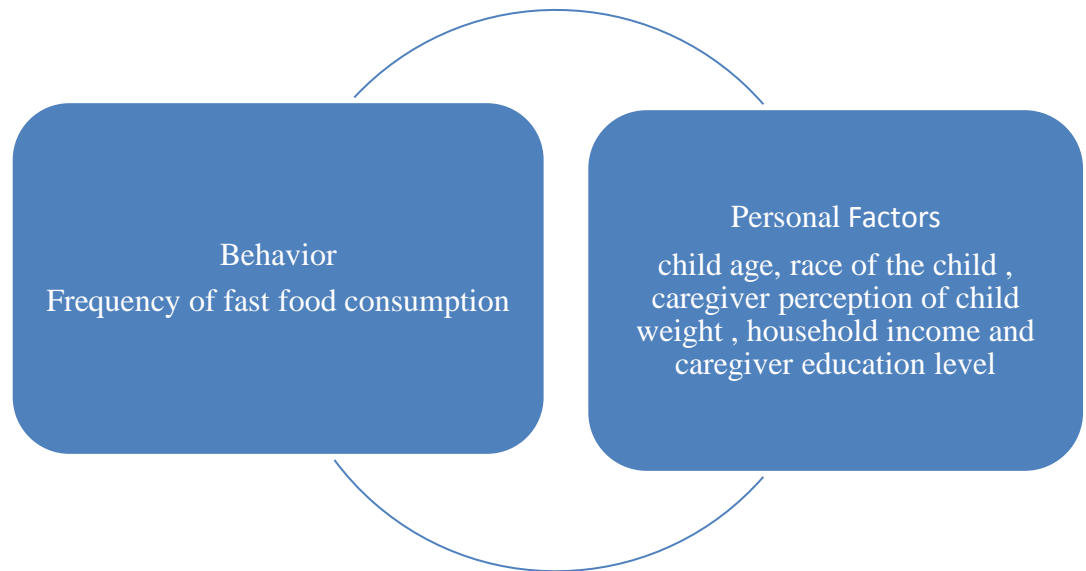 Behavior
Frequency of fast food consumption
Personal Factors
child age, race of the child ,
caregiver perception of child
weight , household income and
caregiver education level